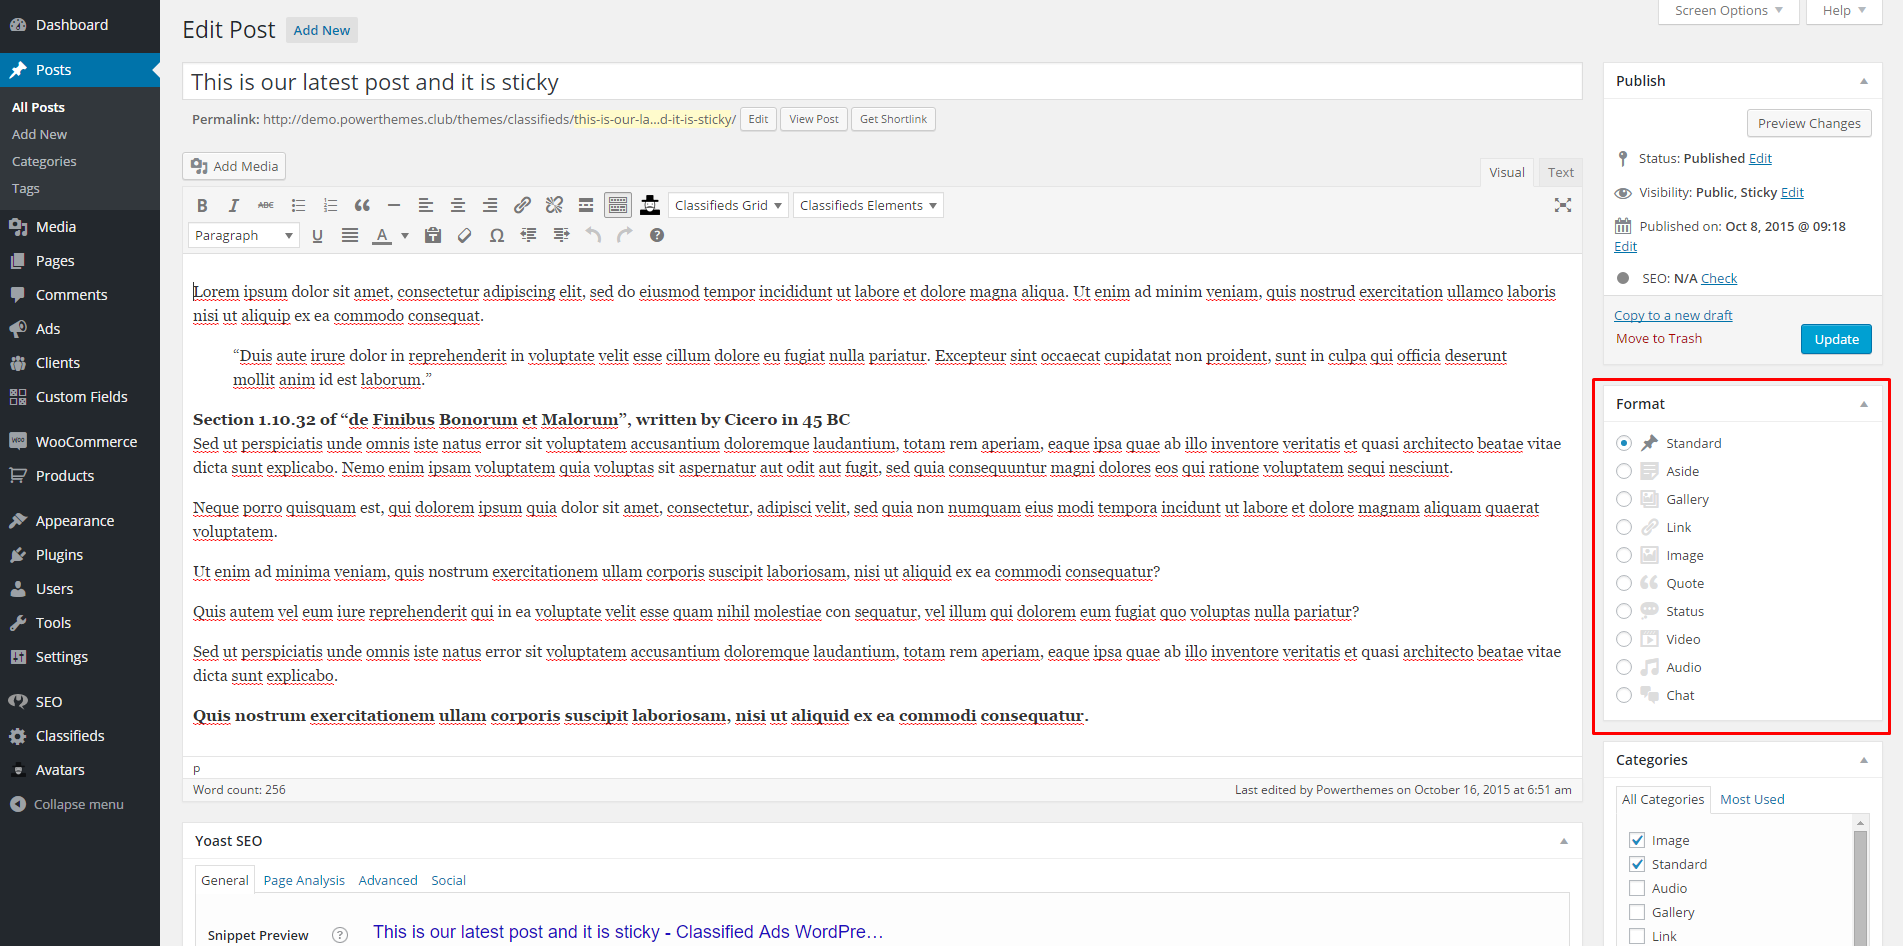 Dashboard
Posts
All Posts
Add New
Categories
Tags
Media
Pages
Comments
Ads
Clients
Custom Fields
WooCommerce
Products
Appearance
Plugins
Users
Tools
Settings
SEO
Classifieds
Avatars
Collapse menu
Screen Options
Help
Edit Post
Add New
This is our latest post and it is sticky
Permalink: http://demo.powerthemes.club/themes/classifieds/this-is-our-la…d-it-is-sticky/
Edit
View Post
Get Shortlink
Add Media
Visual
Text
B I ABC
Classifieds Grid
Classifieds Elements
Paragraph
U A Ω
Lorem ipsum dolor sit amet, consectetur adipiscing elit, sed do eiusmod tempor incididunt ut labore et dolore magna aliqua. Ut enim ad minim veniam, quis nostrud exercitation ullamco laboris
nisi ut aliquip ex ea commodo consequat.
“Duis aute irure dolor in reprehenderit in voluptate velit esse cillum dolore eu fugiat nulla pariatur. Excepteur sint occaecat cupidatat non proident, sunt in culpa qui officia deserunt
mollit anim id est laborum.”
Section 1.10.32 of “de Finibus Bonorum et Malorum”, written by Cicero in 45 BC
Sed ut perspiciatis unde omnis iste natus error sit voluptatem accusantium doloremque laudantium, totam rem aperiam, eaque ipsa quae ab illo inventore veritatis et quasi architecto beatae vitae
dicta sunt explicabo. Nemo enim ipsam voluptatem quia voluptas sit aspernatur aut odit aut fugit, sed quia consequuntur magni dolores eos qui ratione voluptatem sequi nesciunt.
Neque porro quisquam est, qui dolorem ipsum quia dolor sit amet, consectetur, adipisci velit, sed quia non numquam eius modi tempora incidunt ut labore et dolore magnam aliquam quaerat
voluptatem.
Ut enim ad minima veniam, quis nostrum exercitationem ullam corporis suscipit laboriosam, nisi ut aliquid ex ea commodi consequatur?
Quis autem vel eum iure reprehenderit qui in ea voluptate velit esse quam nihil molestiae con sequatur, vel illum qui dolorem eum fugiat quo voluptas nulla pariatur?
Sed ut perspiciatis unde omnis iste natus error sit voluptatem accusantium doloremque laudantium, totam rem aperiam, eaque ipsa quae ab illo inventore veritatis et quasi architecto beatae vitae
dicta sunt explicabo.
Quis nostrum exercitationem ullam corporis suscipit laboriosam, nisi ut aliquid ex ea commodi consequatur.
p
Word count: 256
Last edited by Powerthemes on October 16, 2015 at 6:51 am
Yoast SEO
General
Page Analysis
Advanced
Social
Snippet Preview
This is our latest post and it is sticky - Classified Ads WordPre…
Publish
Preview Changes
Status: Published Edit
Visibility: Public, Sticky Edit
Published on: Oct 8, 2015 @ 09:18
Edit
SEO: N/A Check
Copy to a new draft
Move to Trash
Update
Format
Standard
Aside
Gallery
Link
Image
Quote
Status
Video
Audio
Chat
Categories
All Categories
Most Used
Image
Standard
Audio
Gallery
Link